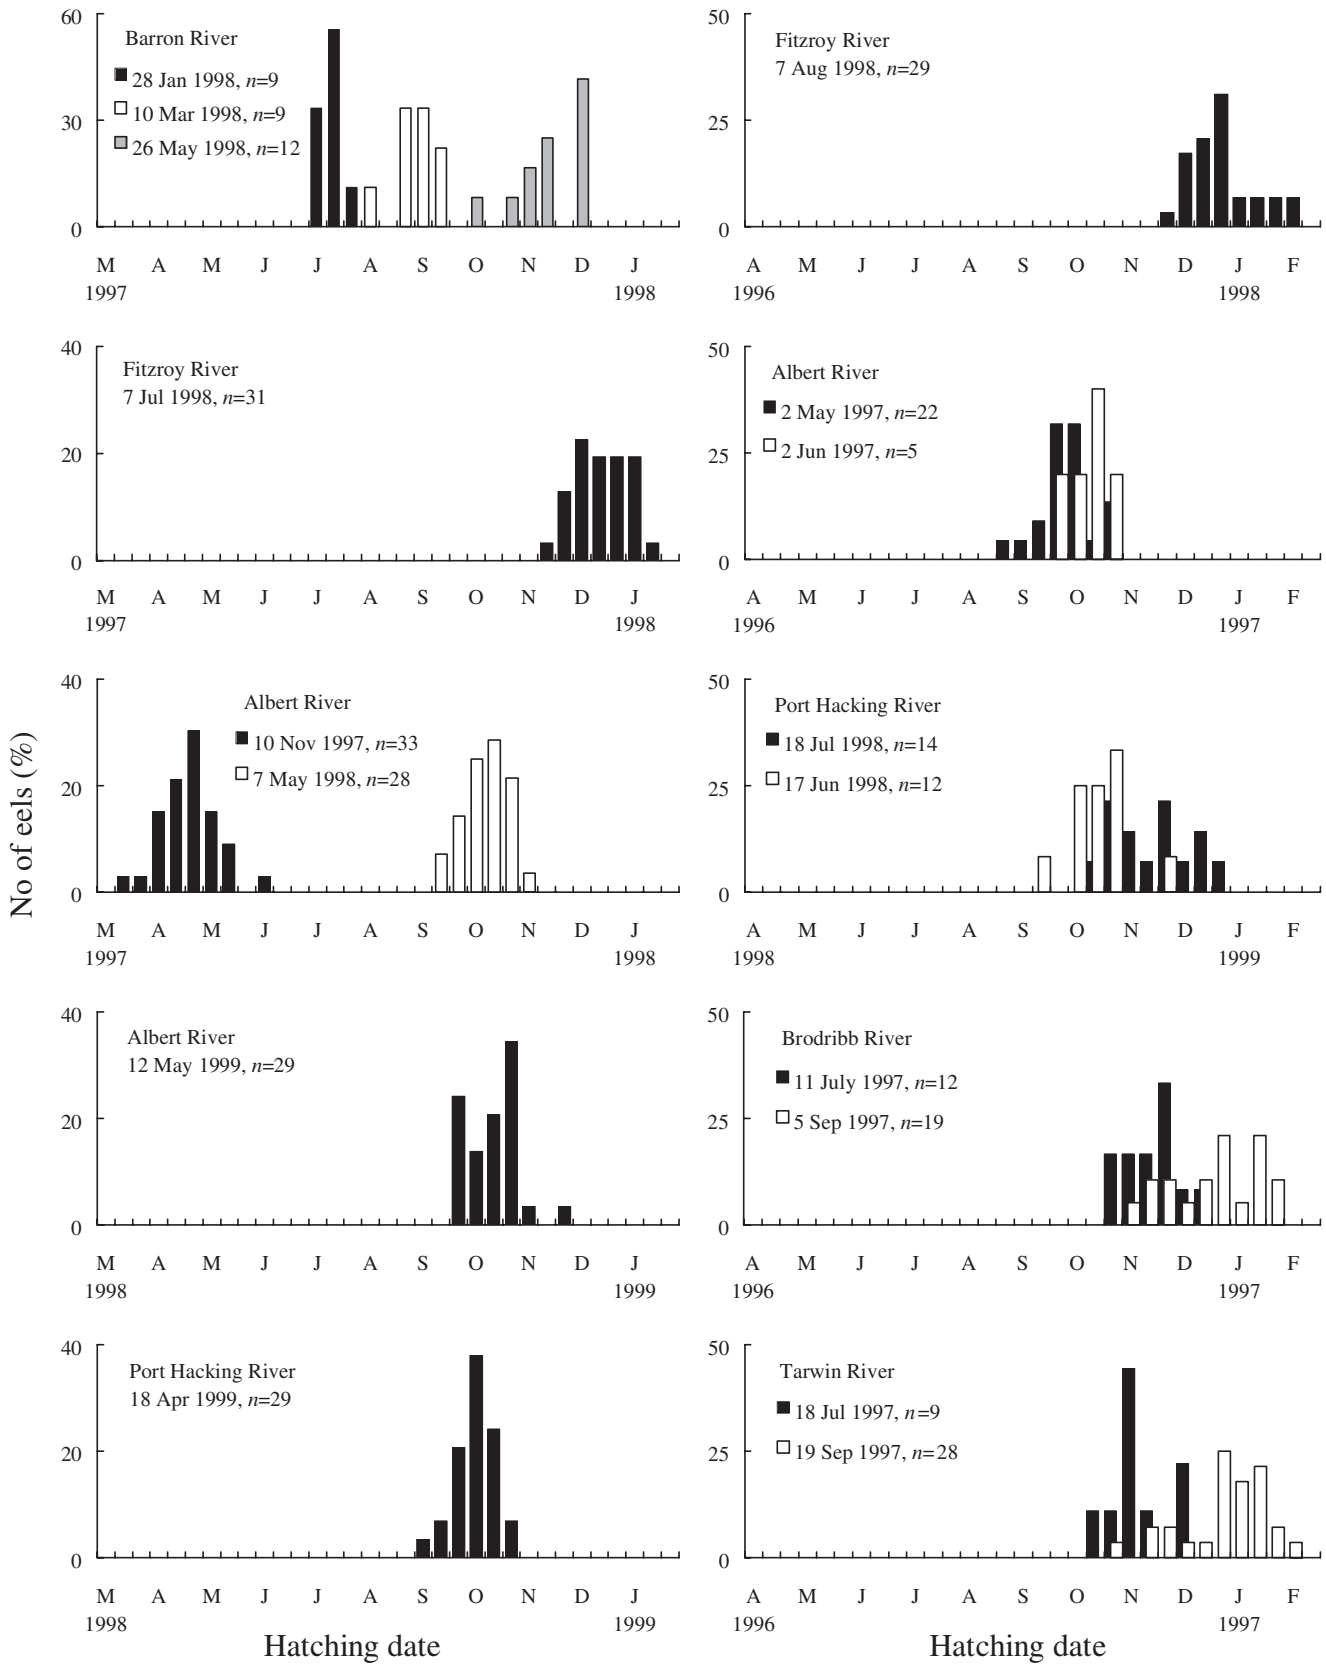 No of eels (%)
60
30
0
Barron River
28 Jan 1998, n=9
10 Mar 1998, n=9
26 May 1998, n=12
M A M J J A S O N D J
1997 1998
50
25
0
Fitzroy River
7 Aug 1998, n=29
A M J J A S O N D J F
1996 1998
40
20
0
Fitzroy River
7 Jul 1998, n=31
M A M J J A S O N D J
1997 1998
50
25
0
Albert River
2 May 1997, n=22
2 Jun 1997, n=5
A M J J A S O N D J F
1996 1997
40
20
0
Albert River
10 Nov 1997, n=33
7 May 1998, n=28
M A M J J A S O N D J
1997 1998
50
25
0
Port Hacking River
18 Jul 1998, n=14
17 Jun 1998, n=12
A M J J A S O N D J F
1998 1999
40
20
0
Albert River
12 May 1999, n=29
M A M J J A S O N D J
1998 1999
50
25
0
Brodribb River
11 July 1997, n=12
5 Sep 1997, n=19
A M J J A S O N D J F
1996 1997
40
20
0
Port Hacking River
18 Apr 1999, n=29
M A M J J A S O N D J
1998 1999
Hatching date
50
25
0
Tarwin River
18 Jul 1997, n=9
19 Sep 1997, n=28
A M J J A S O N D J F
1996 1997
Hatching date